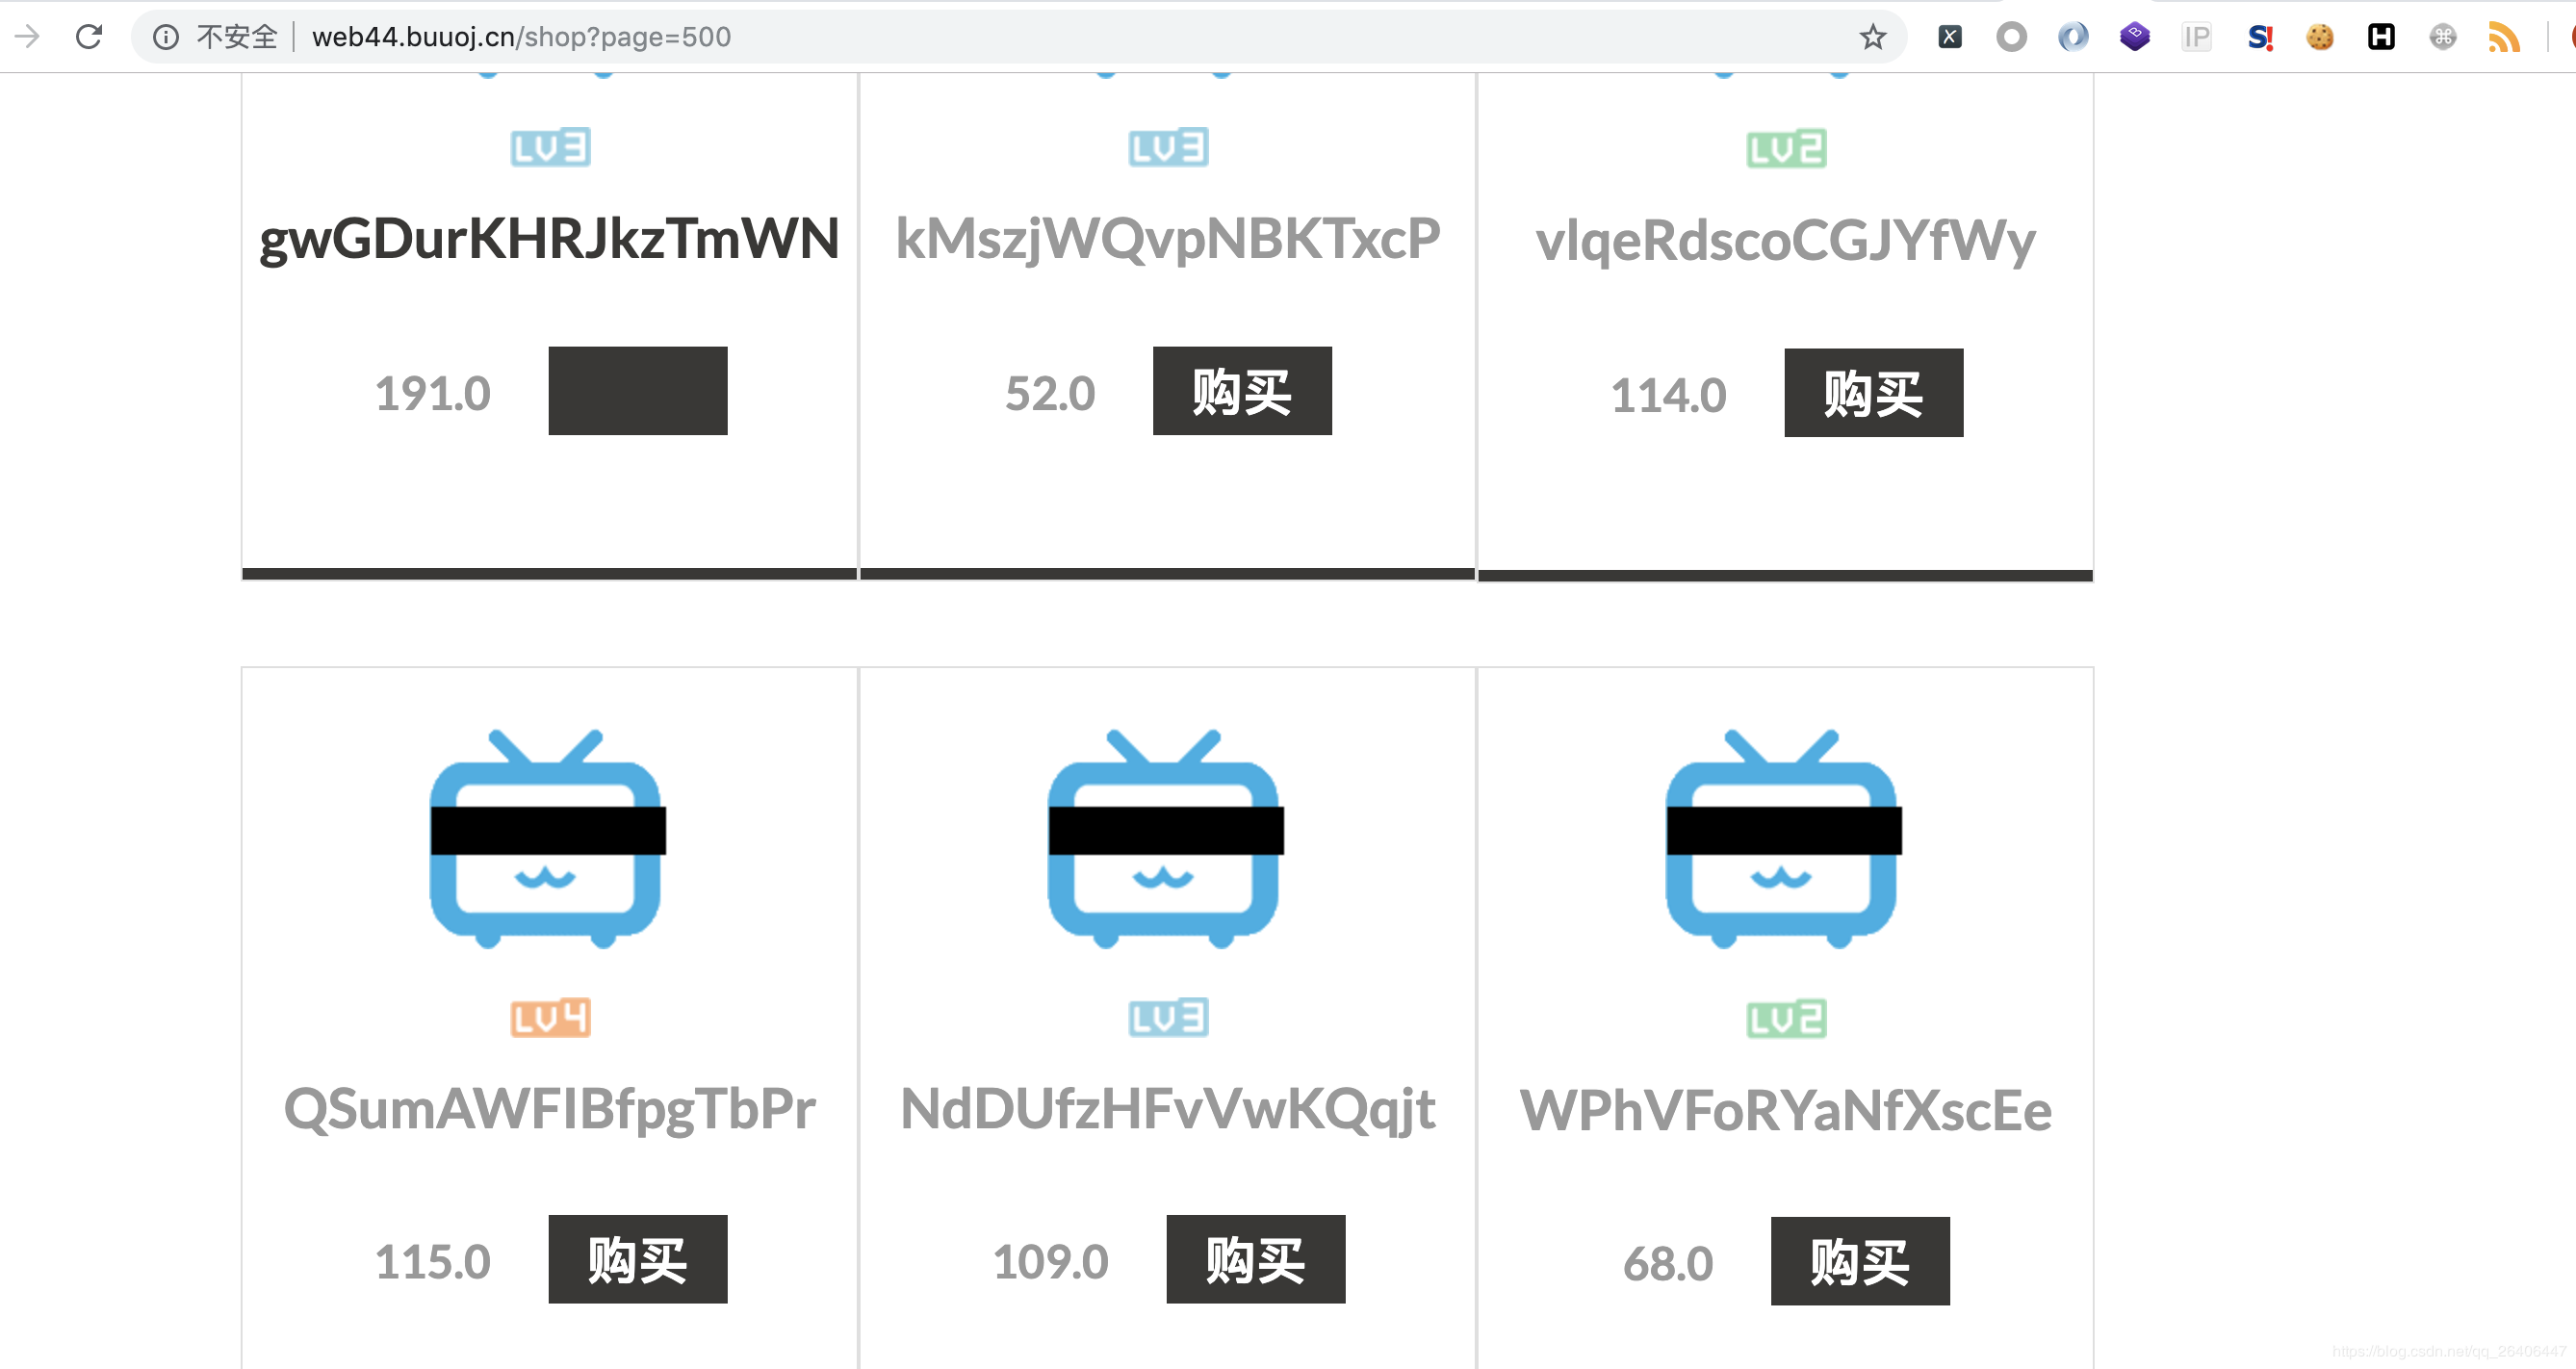 不安全 web44.buuoj.cn/shop?page=500
IP S! H
LV3 LV3 LV2
gwGDurKHRJkzTmWN kMszjWQvpNBKTxcP vlqeRdscoCGJYfWy
191.0 52.0 购买 114.0 购买
LV4 LV3 LV2
QSumAWFIBfpgTbPr NdDUfzHFvVwKQqjt WPhVFoRYaNfXscEe
115.0 购买 109.0 购买 68.0 购买
https://blog.csdn.net/qq_26406447